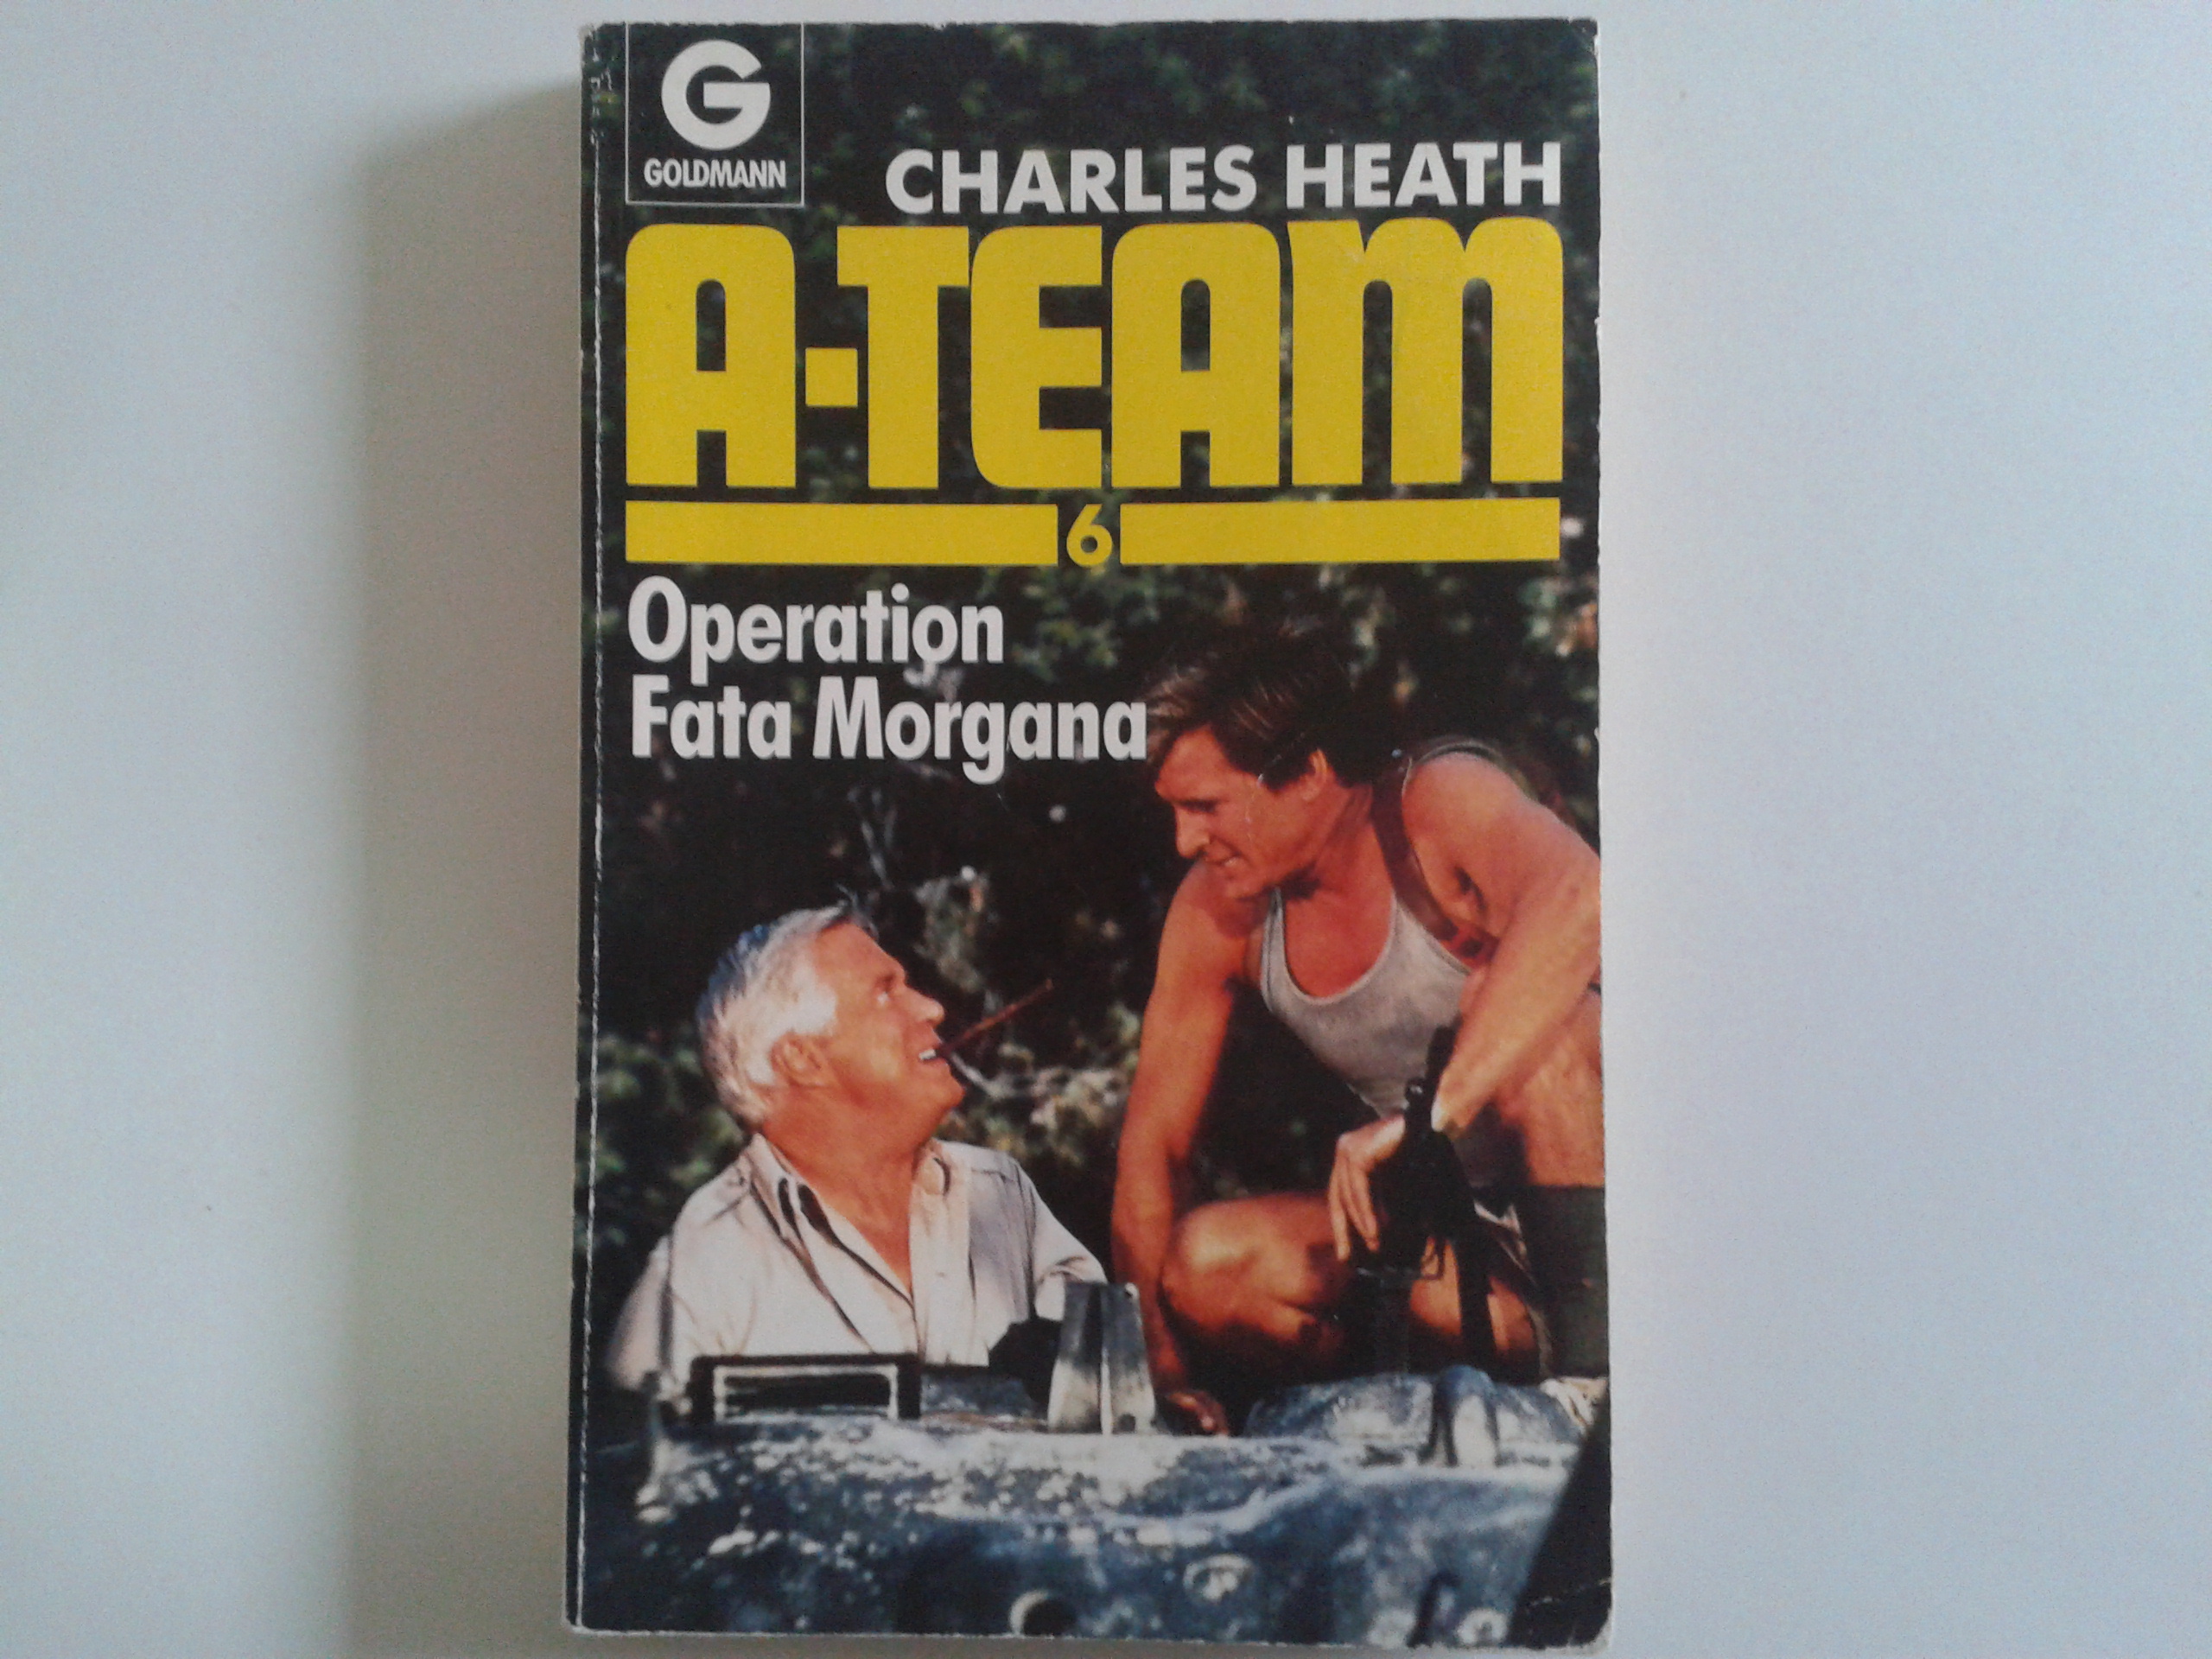 G
GOLDMANN
CHARLES HEATH
A-TEAM
6
Operation
Fata Morgana